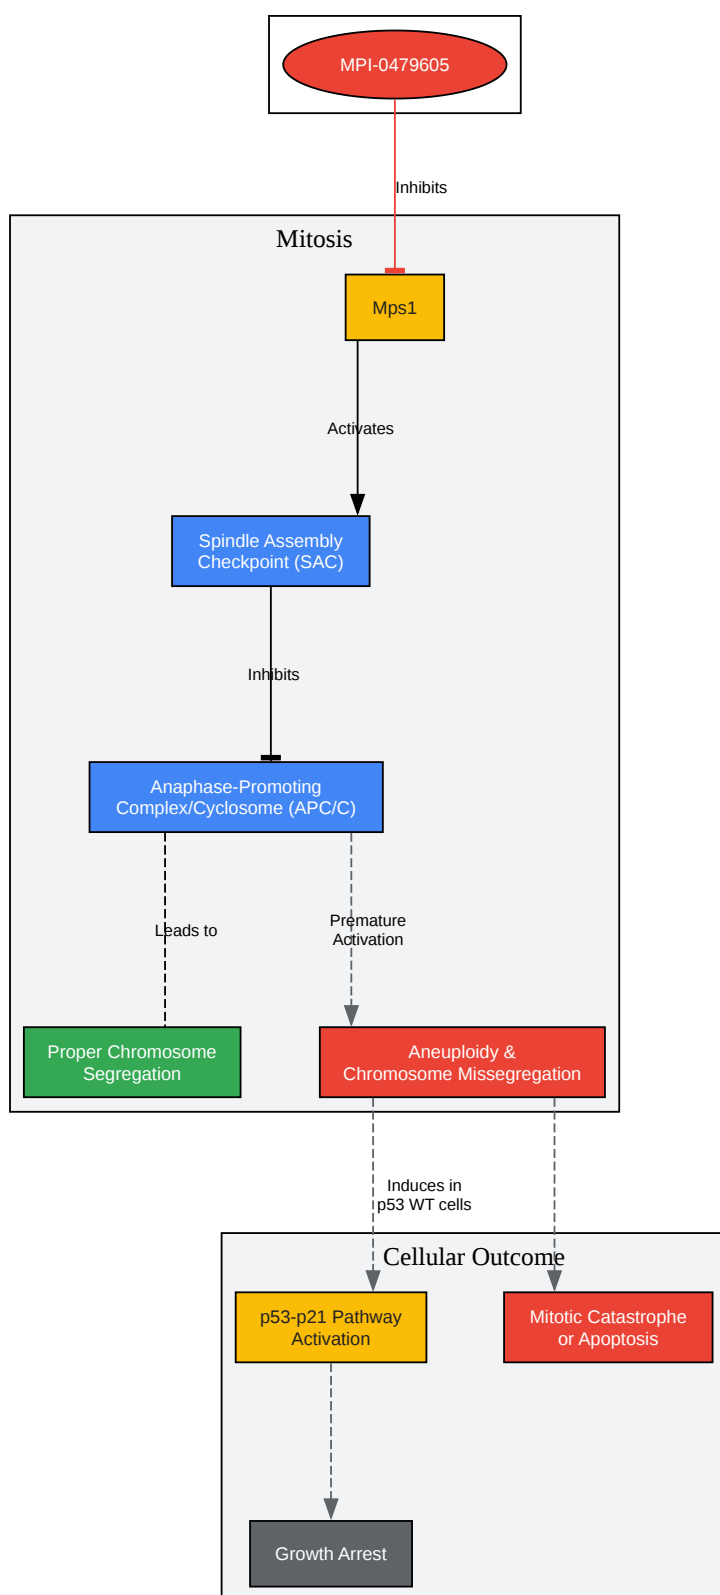 MPI-0479605
Inhibits
Mitosis
Mps1
Activates
Spindle Assembly
Checkpoint (SAC)
Inhibits
Anaphase-Promoting
Complex/Cyclosome (APC/C)
Leads to
Premature
Activation
Proper Chromosome
Segregation
Aneuploidy &
Chromosome Missegregation
Induces in
p53 WT cells
Cellular Outcome
p53-p21 Pathway
Activation
Mitotic Catastrophe
or Apoptosis
Growth Arrest